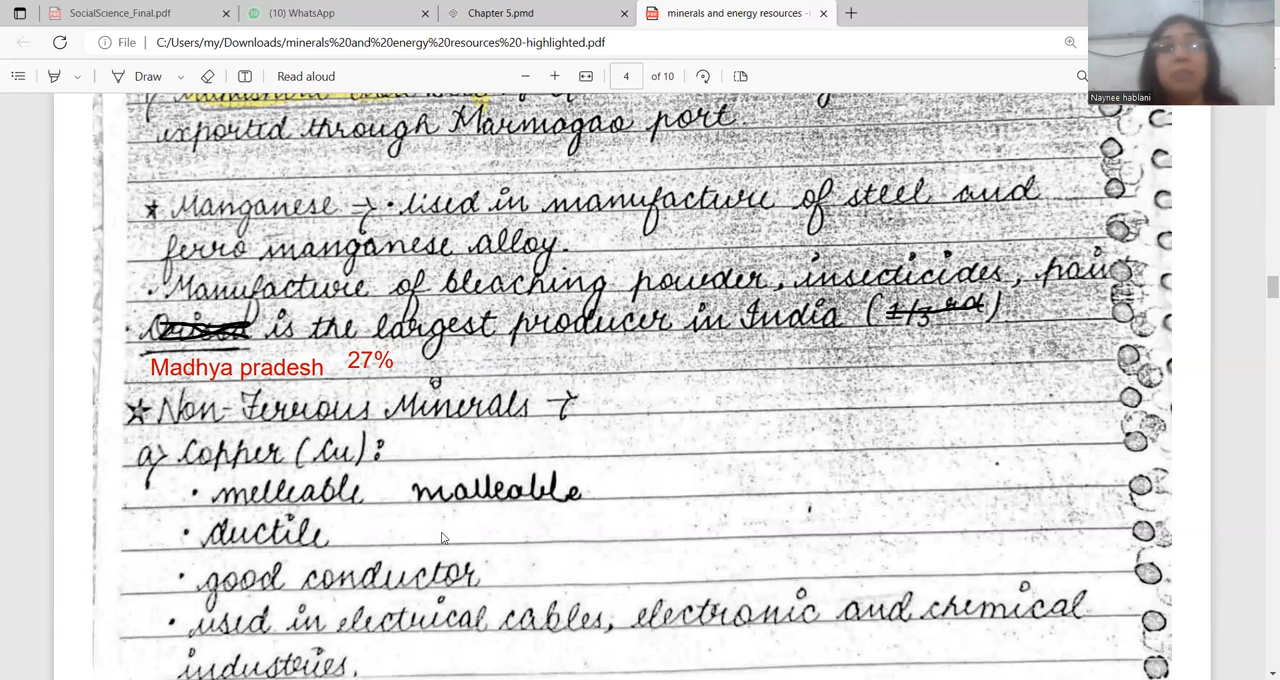 SocialScience_Final.pdf
(10) WhatsApp
Chapter 5.pmd
minerals and energy resources -
File
C:/Users/my/Downloads/minerals%20and%20energy%20resources%20-highlighted.pdf
Draw
Read aloud
4 of 10
Naynee hablani
exported through Marmagao port.
★ Manganese → • Used in manufacture of steel and
ferro manganese alloy.
• Manufacture of bleaching powder, insecticides, pain
• is the largest producer in India (1/3 rd)
Madhya pradesh 27%
☆ Non-Ferrous Minerals →
a) Copper (Cu):
• melleable malleable
• ductile
• good conductor
• used in electrical cables, electronic and chemical
industries.